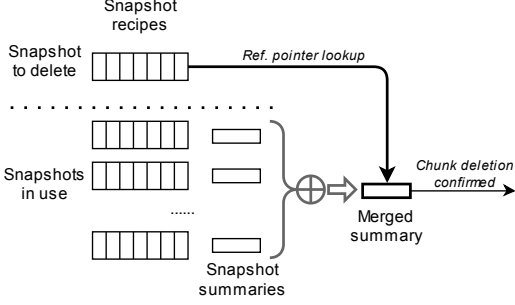 Snapshot
recipes
Snapshot
to delete
Ref. pointer lookup
Snapshots
in use
......
Chunk deletion
confirmed
Merged
summary
Snapshot
summaries